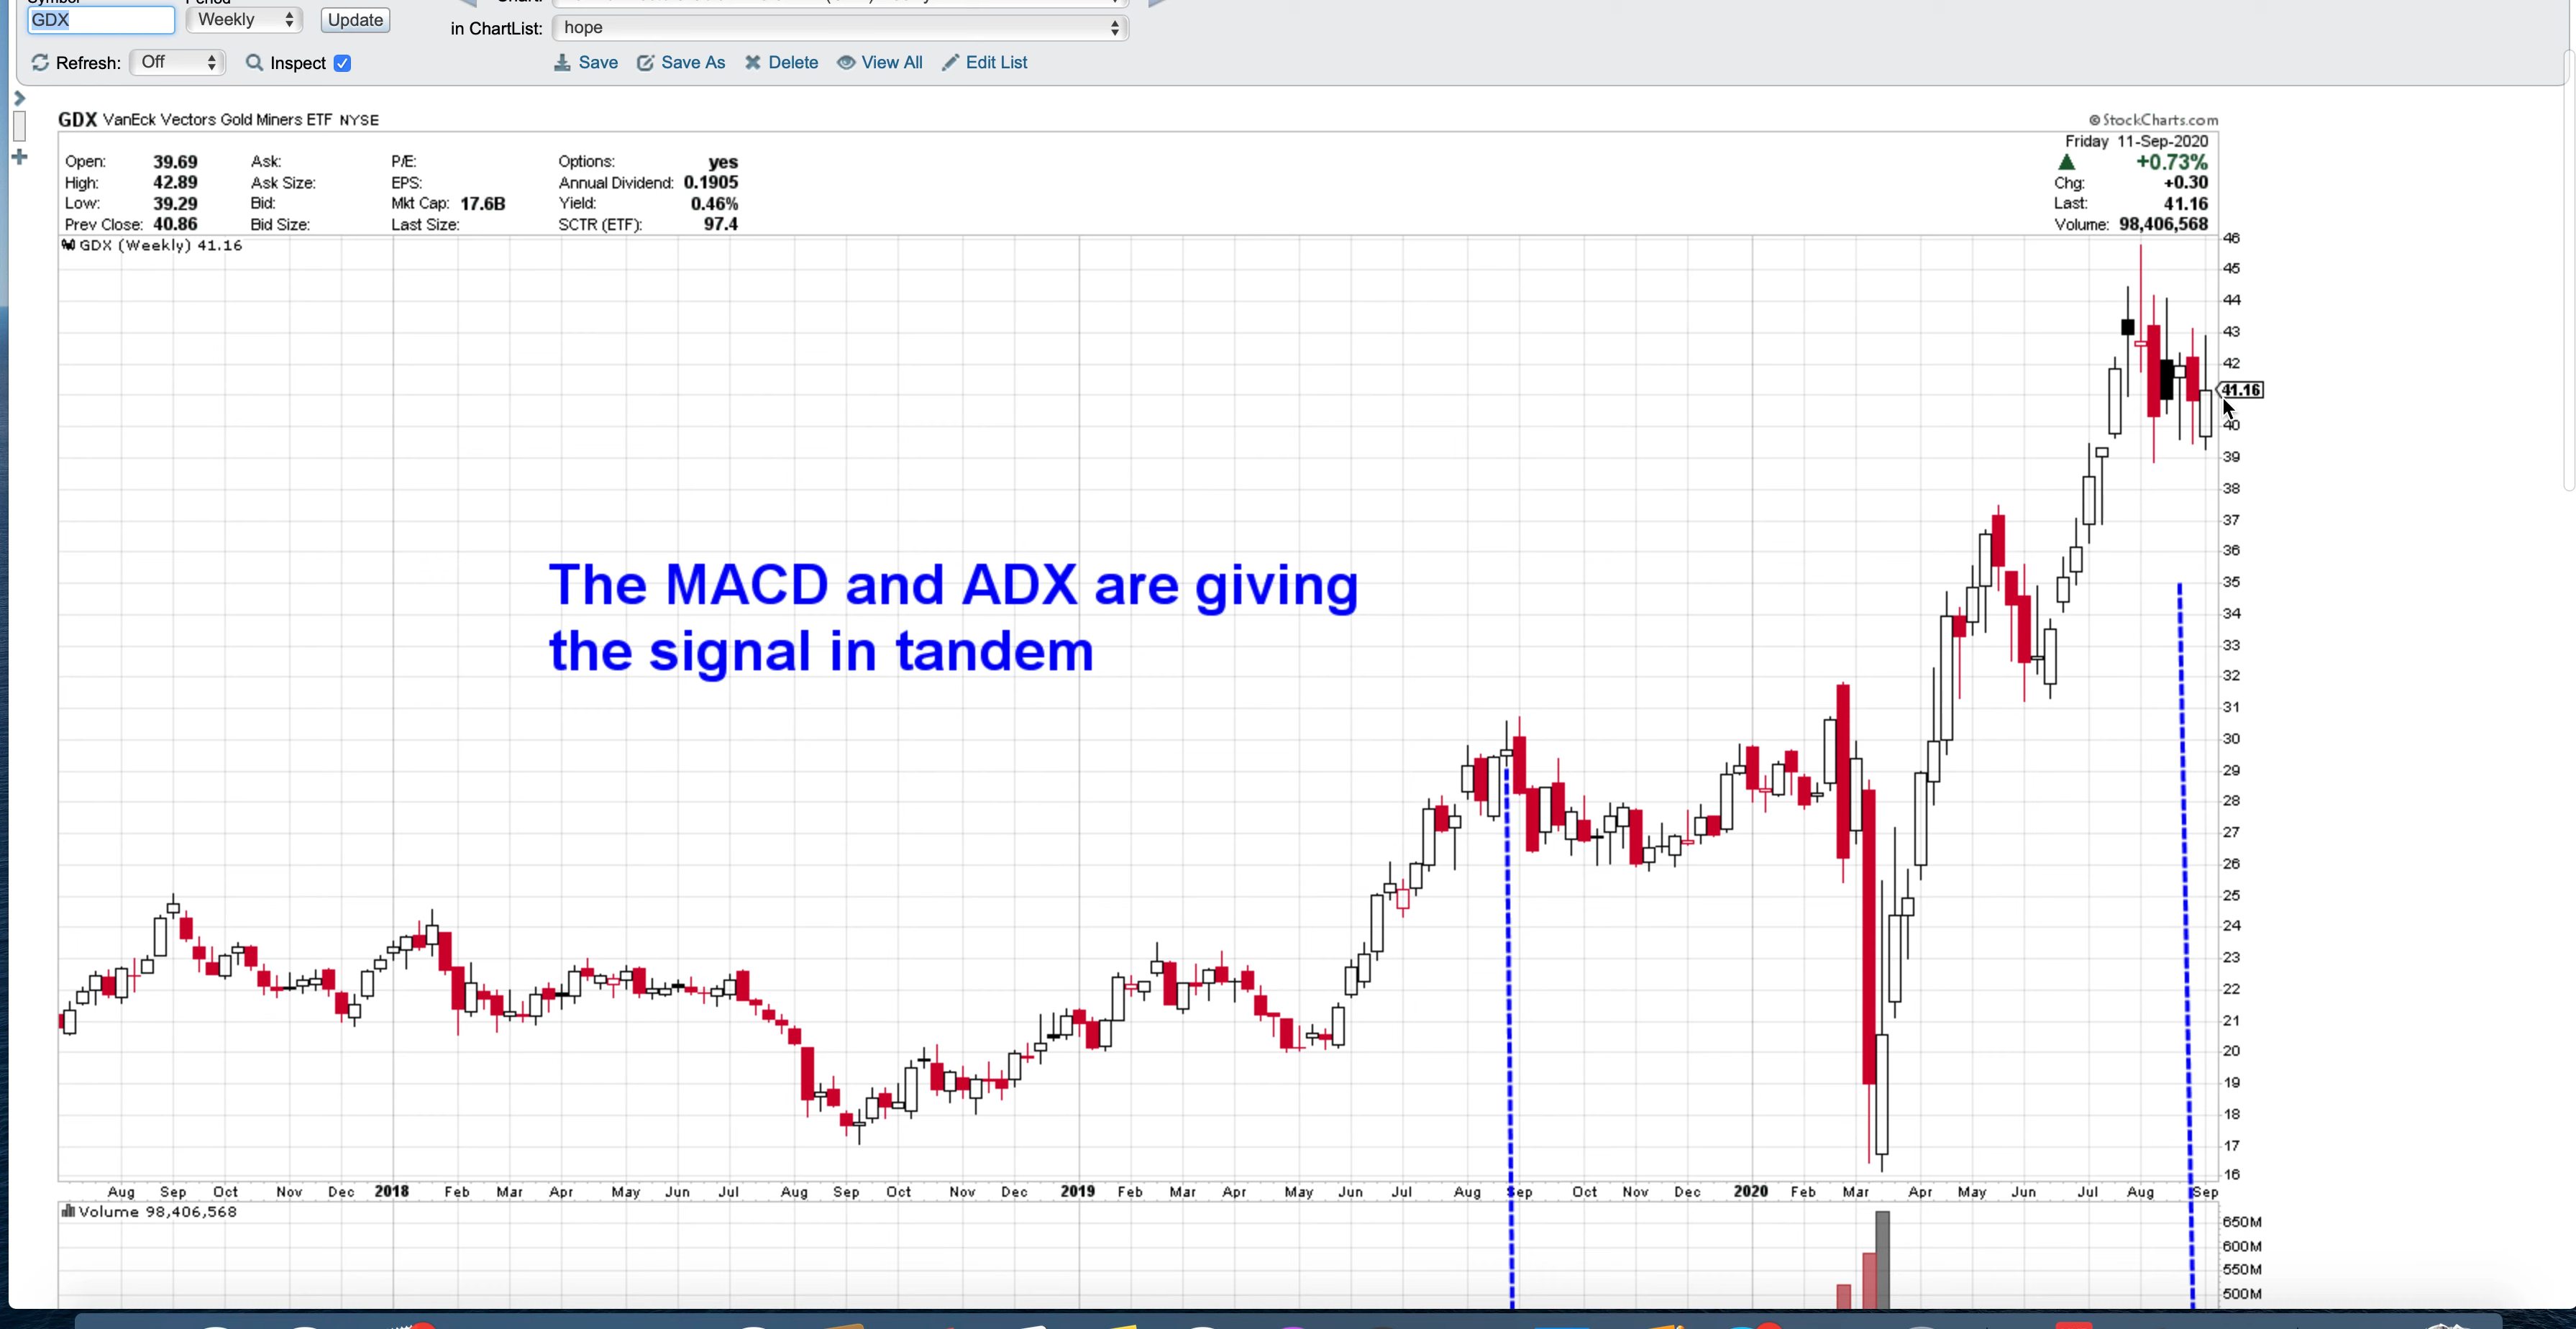 GDX Weekly Update
in ChartList: hope
Refresh: Off Inspect
Save Save As Delete View All Edit List
GDX VanEck Vectors Gold Miners ETF NYSE
© StockCharts.com
Friday 11-Sep-2020
Open: 39.69 Ask: P/E: Options: yes +0.73%
High: 42.89 Ask Size: EPS: Annual Dividend: 0.1905 Chg: +0.30
Low: 39.29 Bid: Mkt Cap: 17.6B Yield: 0.46% Last: 41.16
Prev Close: 40.86 Bid Size: Last Size: SCTR (ETF): 97.4 Volume: 98,406,568
GDX (Weekly) 41.16
46
45
44
43
42
41.16
40
39
38
37
36
35
34
33
32
31
30
29
28
27
26
25
24
23
22
21
20
19
18
17
16
The MACD and ADX are giving
the signal in tandem
Aug Sep Oct Nov Dec 2018 Feb Mar Apr May Jun Jul Aug Sep Oct Nov Dec 2019 Feb Mar Apr May Jun Jul Aug Sep Oct Nov Dec 2020 Feb Mar Apr May Jun Jul Aug Sep
Volume 98,406,568
650M
600M
550M
500M